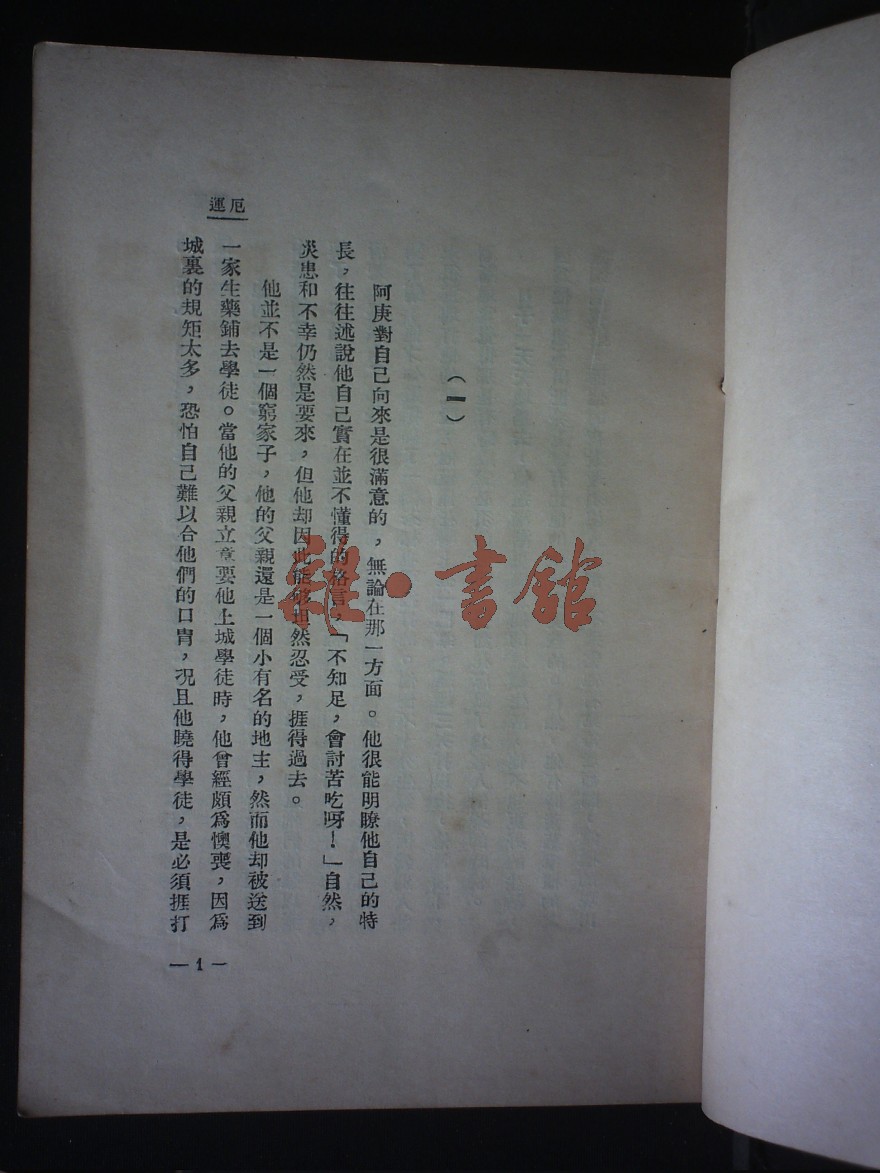 厄運
（一）
阿庚對自己向來是很滿意的，無論在那一方面。他很能明瞭他自己的特
長，往往述說他自己實在並不懂得的格言，「不知足，會討苦吃呀！」自然，
災患和不幸仍然是要來，但他却因此能够坦然忍受，捱得過去。
他並不是一個窮家子，他的父親還是一個小有名的地主，然而他却被送到
一家生藥鋪去學徒。當他的父親立意要他上城學徒時，他曾經頗爲懊喪，因爲
城裏的規矩太多，恐怕自己難以合他們的口胃，况且他曉得學徒，是必須捱打
— 1 —
雜·書館